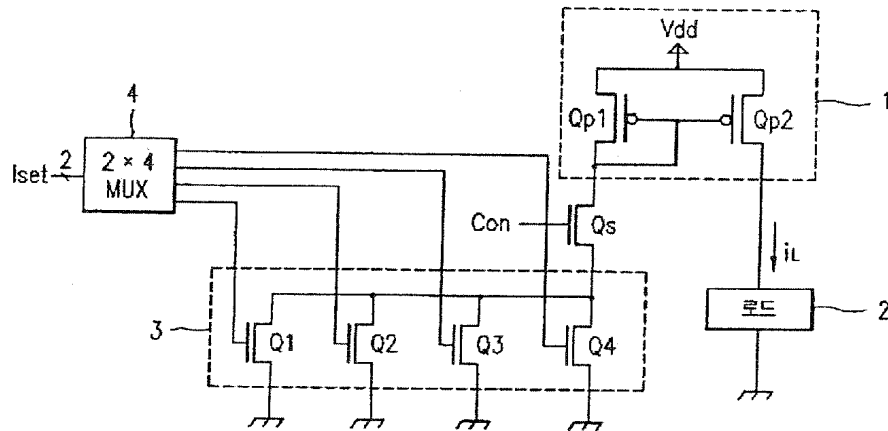 Vdd
1
Qp1
Qp2
4
2
Iset
2 × 4
MUX
Con
Qs
iL
로드
2
3
Q1
Q2
Q3
Q4